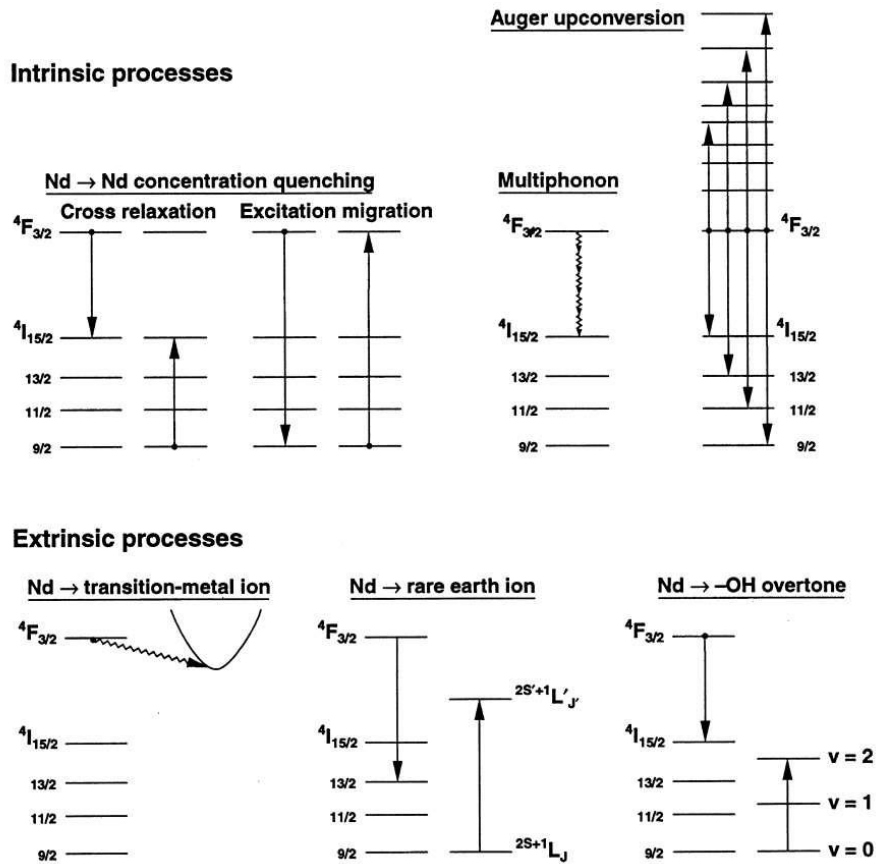 Auger upconversion
Intrinsic processes
Nd → Nd concentration quenching
Cross relaxation Excitation migration
Multiphonon
⁴F₃/₂
⁴I₁₅/₂
13/2
11/2
9/2
⁴F₃/₂
⁴I₁₅/₂
13/2
11/2
9/2
⁴F₃/₂
⁴I₁₅/₂
13/2
11/2
9/2
Extrinsic processes
Nd → transition-metal ion
Nd → rare earth ion
Nd → –OH overtone
⁴F₃/₂
⁴I₁₅/₂
13/2
11/2
9/2
⁴F₃/₂
⁴I₁₅/₂
13/2
11/2
9/2
²ˢ'⁺¹L'J'
²ˢ⁺¹LJ
⁴F₃/₂
⁴I₁₅/₂
13/2
11/2
9/2
v = 2
v = 1
v = 0